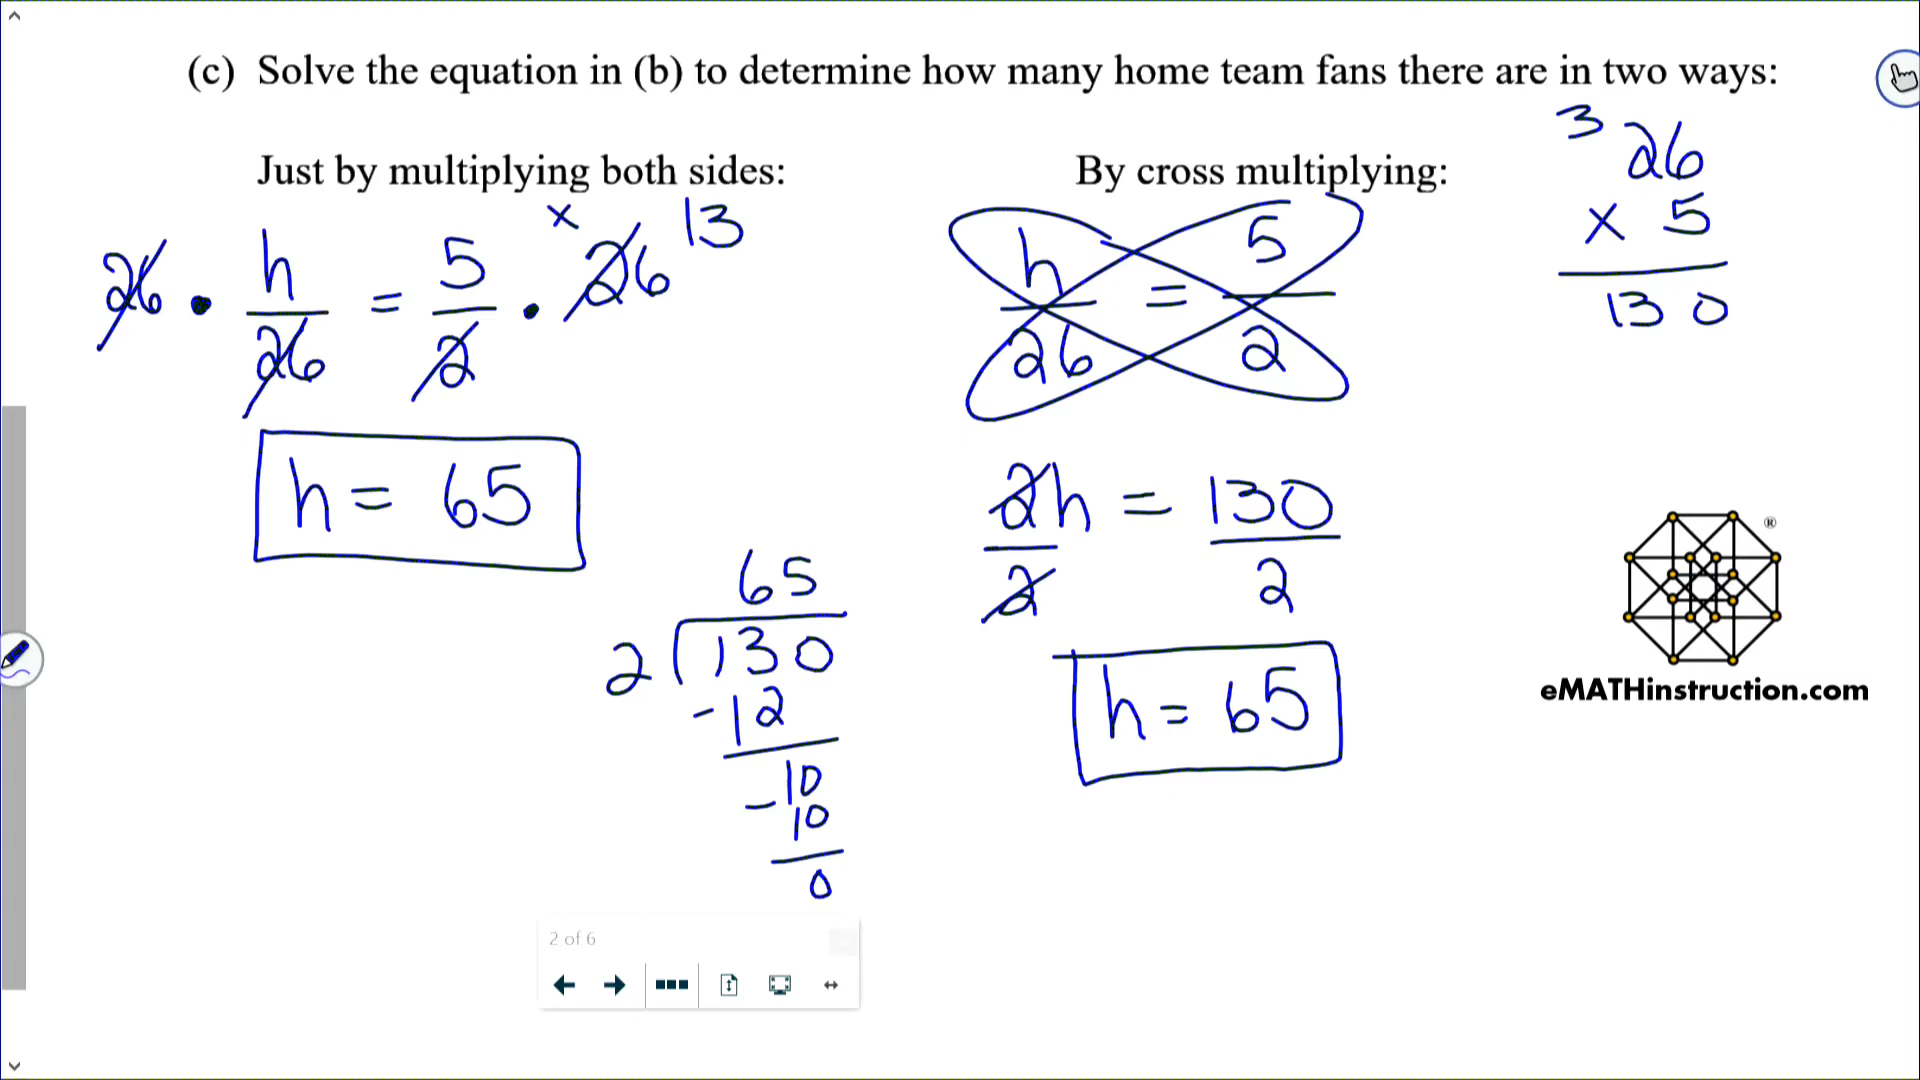 (c) Solve the equation in (b) to determine how many home team fans there are in two ways:
Just by multiplying both sides:
26 · h/26 = 5/2 · 26 × 13
h = 65
65
2 130
-12
10
-10
0
By cross multiplying:
h/26 = 5/2
2h/2 = 130/2
h = 65
3
26
× 5
130
®
eMATHinstruction.com
2 of 6